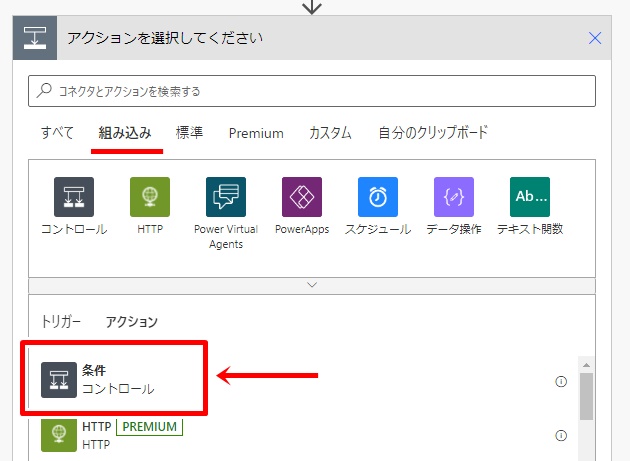 アクションを選択してください
コネクタとアクションを検索する
すべて 組み込み 標準 Premium カスタム 自分のクリップボード
コントロール HTTP Power Virtual Agents PowerApps スケジュール データ操作 Ab... テキスト関数
トリガー アクション
条件
コントロール
HTTP PREMIUM
HTTP